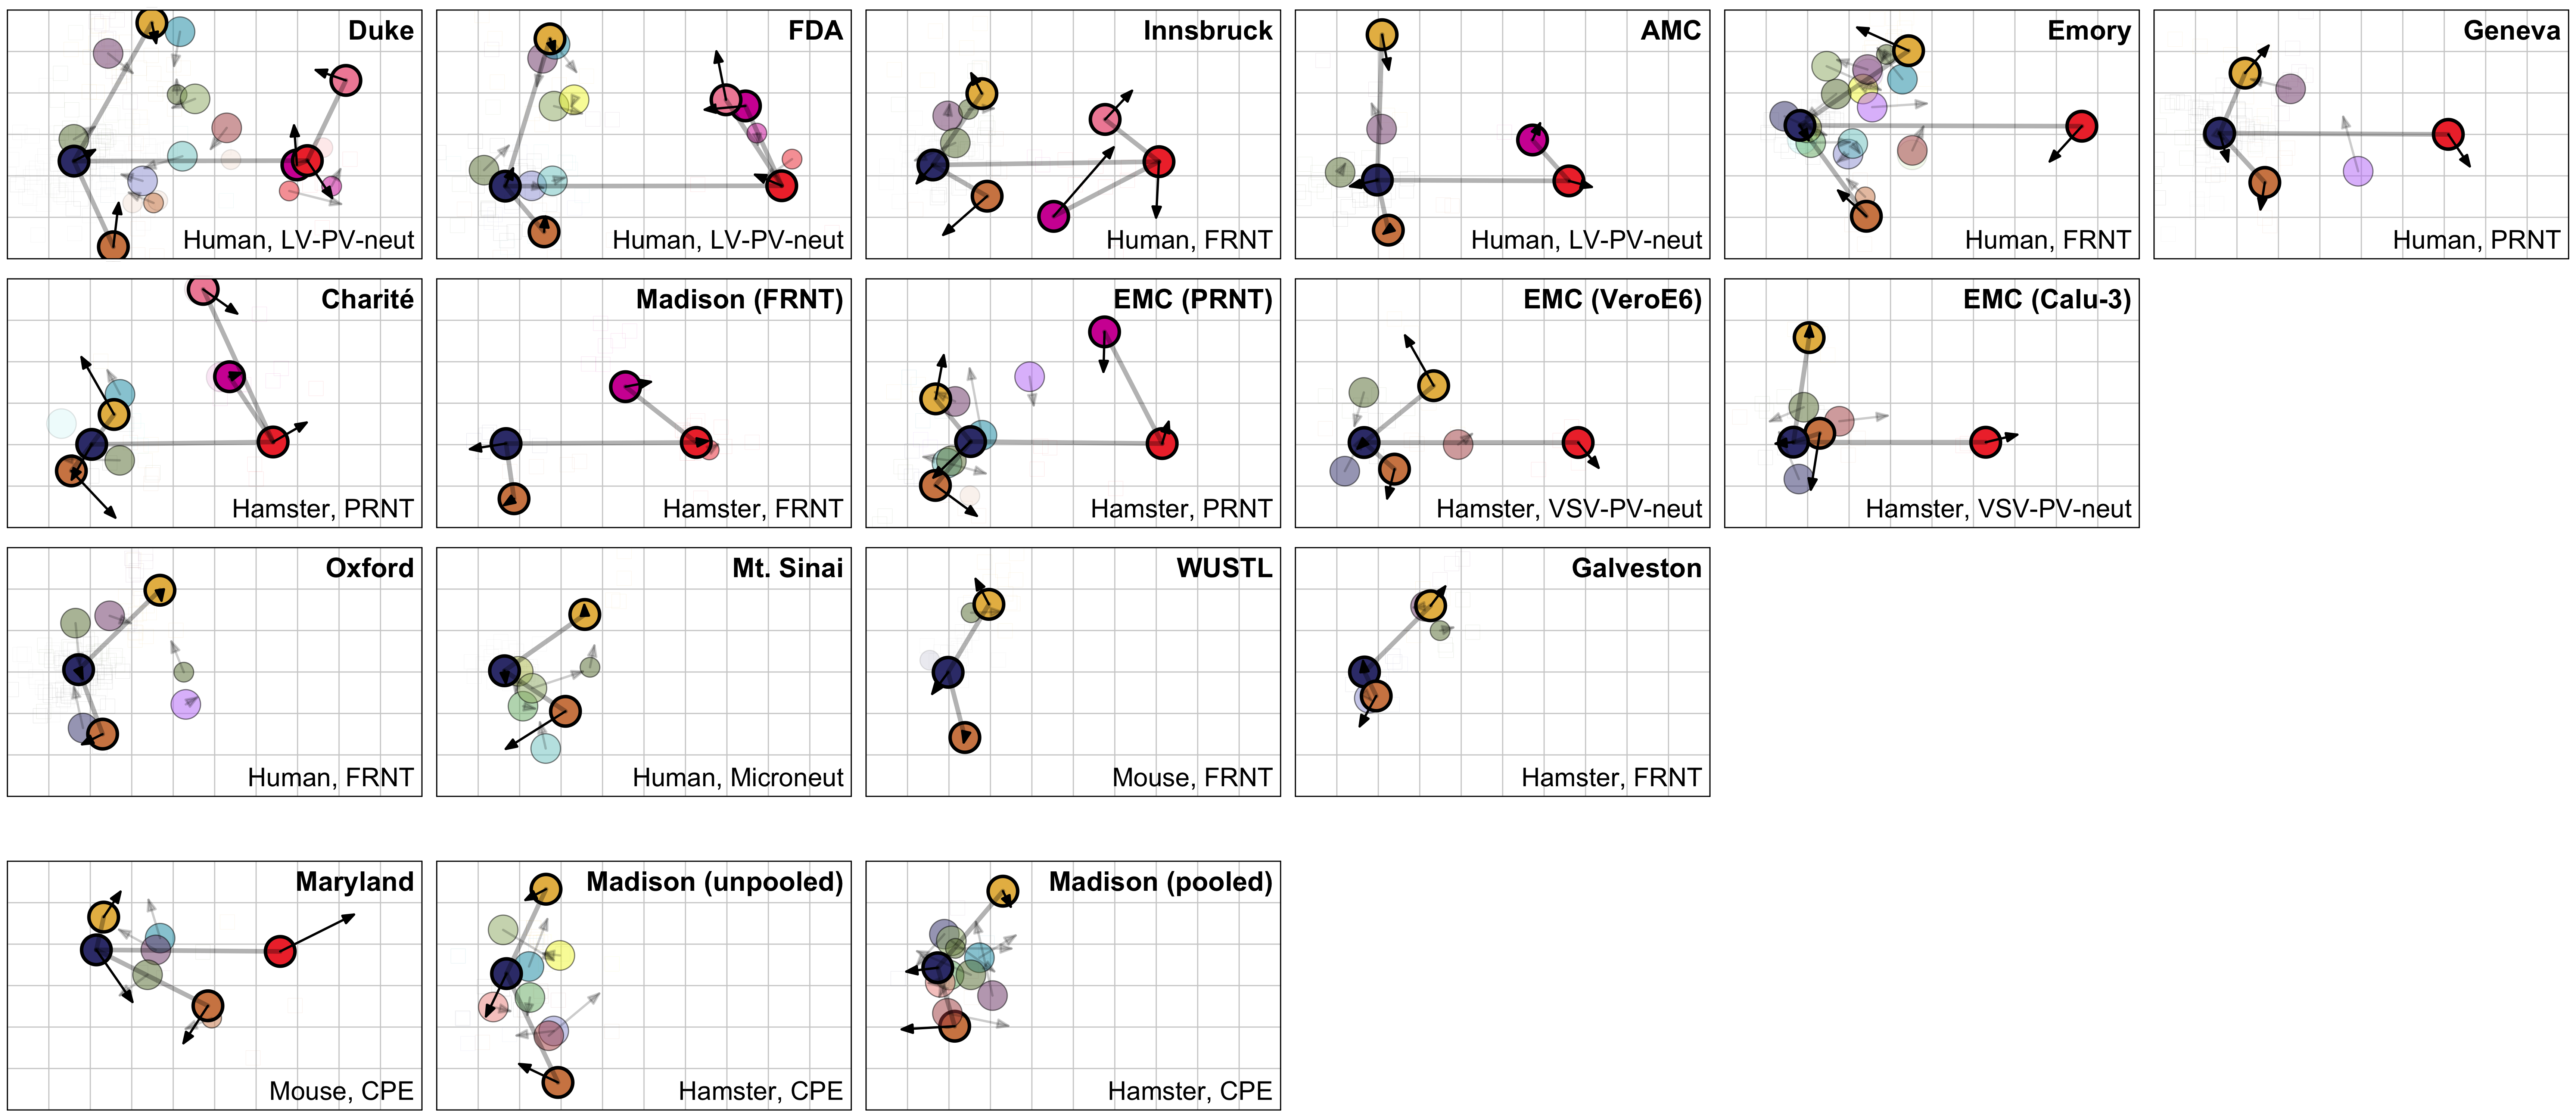 Duke
Human, LV-PV-neut
FDA
Human, LV-PV-neut
Innsbruck
Human, FRNT
AMC
Human, LV-PV-neut
Emory
Human, FRNT
Geneva
Human, PRNT
Charité
Hamster, PRNT
Madison (FRNT)
Hamster, FRNT
EMC (PRNT)
Hamster, PRNT
EMC (VeroE6)
Hamster, VSV-PV-neut
EMC (Calu-3)
Hamster, VSV-PV-neut
Oxford
Human, FRNT
Mt. Sinai
Human, Microneut
WUSTL
Mouse, FRNT
Galveston
Hamster, FRNT
Maryland
Mouse, CPE
Madison (unpooled)
Hamster, CPE
Madison (pooled)
Hamster, CPE